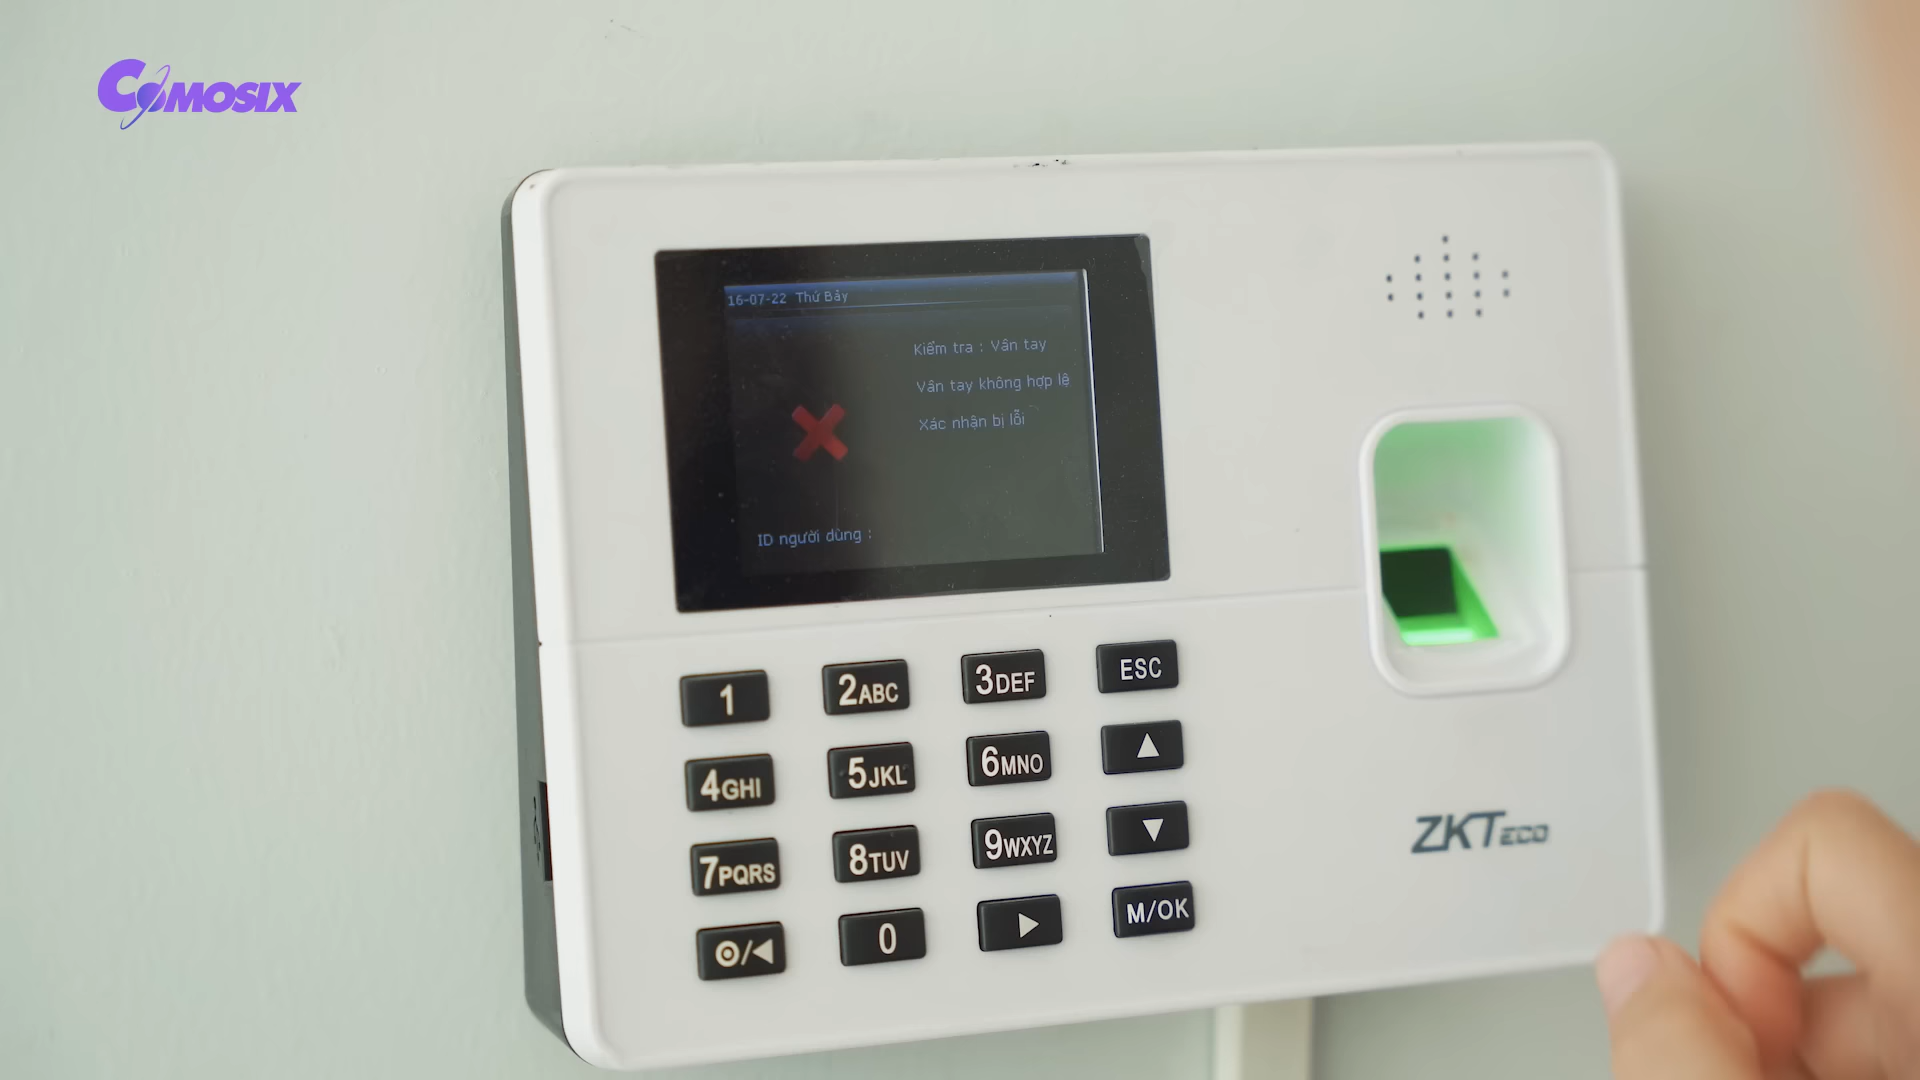 COMOSIX
16-07-22 Thứ Bảy
Kiểm tra : Vân tay
Vân tay không hợp lệ
Xác nhận bị lỗi
ID người dùng :
1 2ABC 3DEF ESC
4GHI 5JKL 6MNO ▲
7PQRS 8TUV 9WXYZ ▼
⊙/◀ 0 ▶ M/OK
ZKTECO